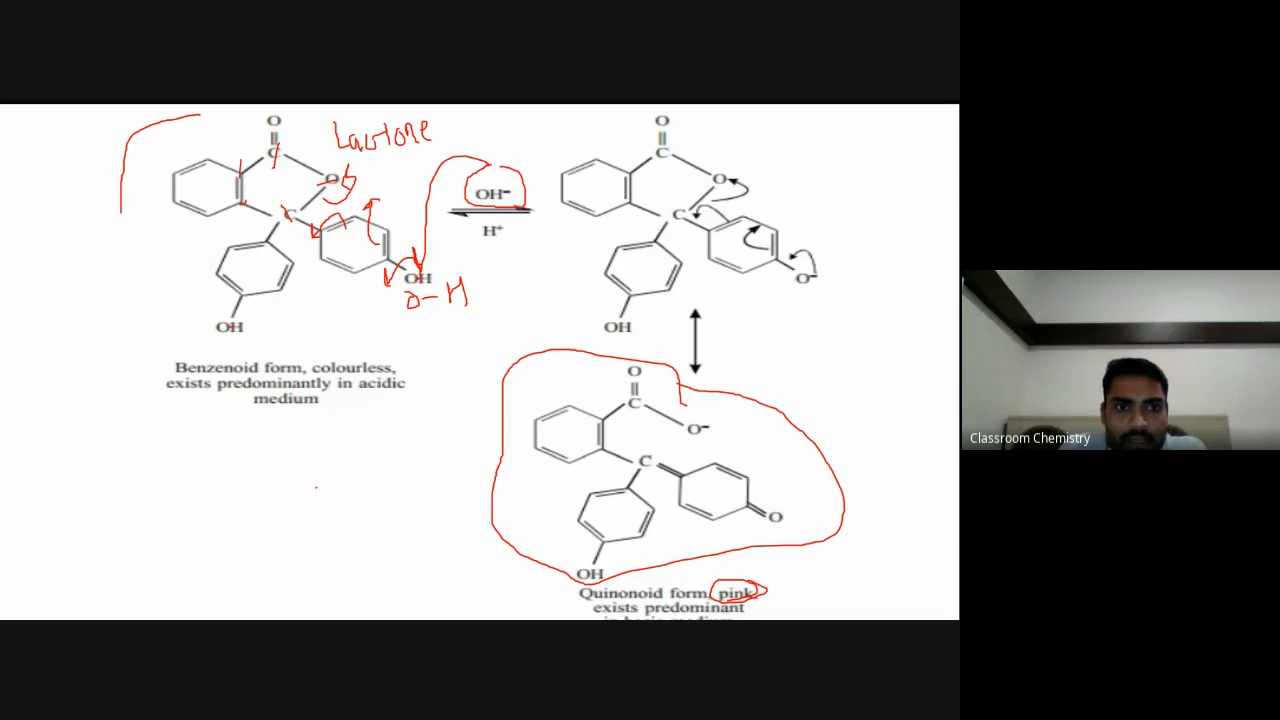 O
Lactone
C
O
C
OH
O-H
OH
Benzenoid form, colourless,
exists predominantly in acidic
medium
OH−
H+
O
C
O
C
O−
OH
O
C
O−
C
O
OH
Quinonoid form, pink
exists predominant
Classroom Chemistry